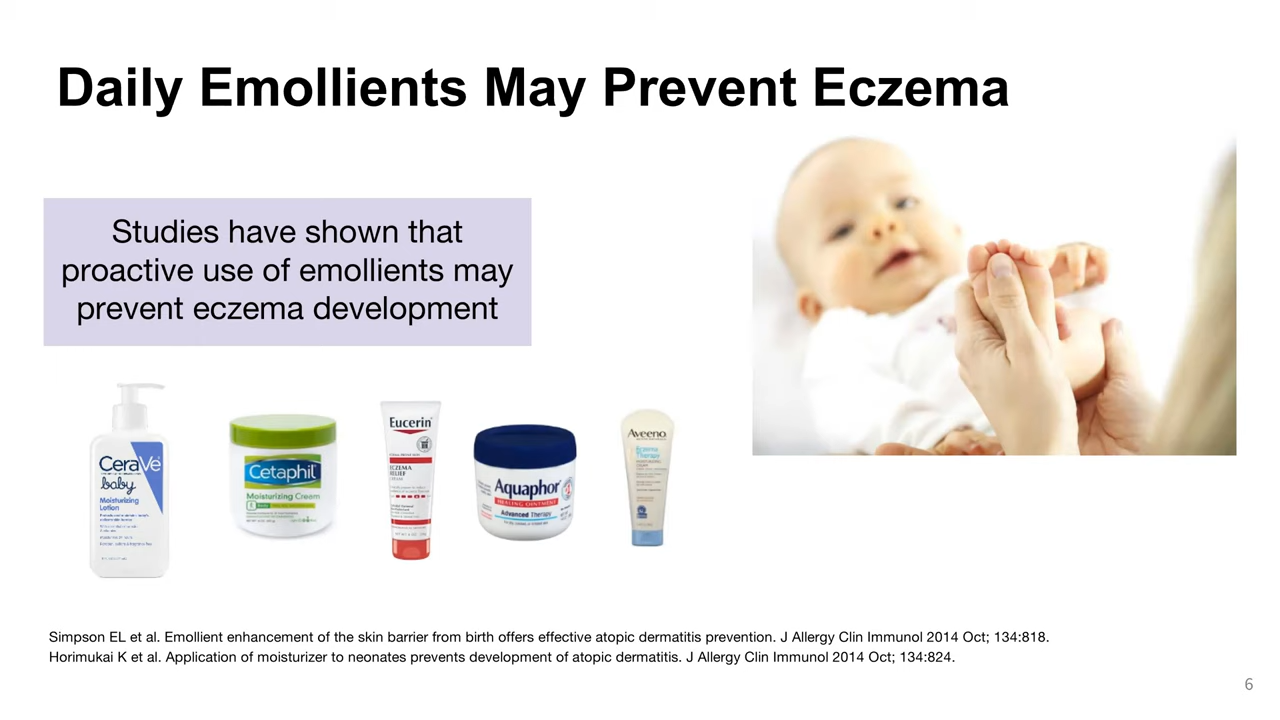 Daily Emollients May Prevent Eczema
Studies have shown that
proactive use of emollients may
prevent eczema development
CeraVe
baby
Moisturizing
Lotion
Cetaphil
Moisturizing Cream
Eucerin
ECZEMA
RELIEF
Aquaphor
HEALING OINTMENT
Advanced Therapy
Aveeno
Eczema
Therapy
Simpson EL et al. Emollient enhancement of the skin barrier from birth offers effective atopic dermatitis prevention. J Allergy Clin Immunol 2014 Oct; 134:818.
Horimukai K et al. Application of moisturizer to neonates prevents development of atopic dermatitis. J Allergy Clin Immunol 2014 Oct; 134:824.
6